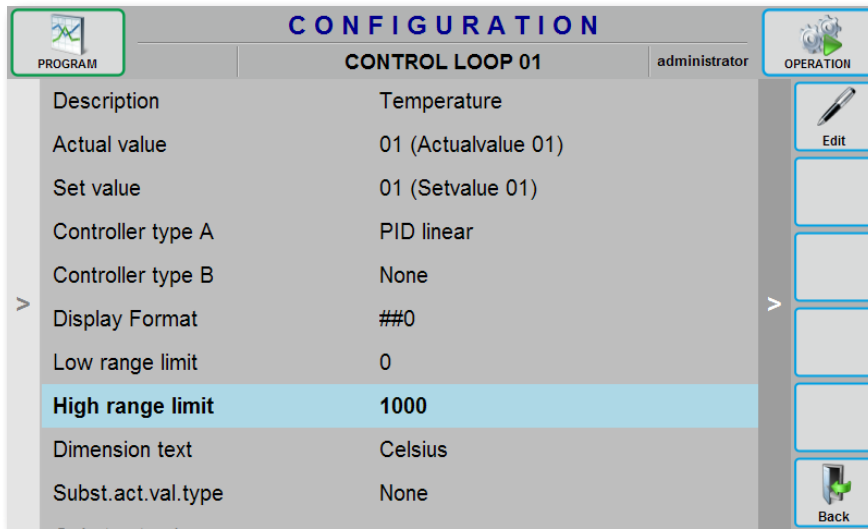 CONFIGURATION
PROGRAM
CONTROL LOOP 01
administrator
OPERATION
Description Temperature
Actual value 01 (Actualvalue 01)
Edit
Set value 01 (Setvalue 01)
Controller type A PID linear
Controller type B None
> >
Display Format ##0
Low range limit 0
High range limit 1000
Dimension text Celsius
Subst.act.val.type None
Back